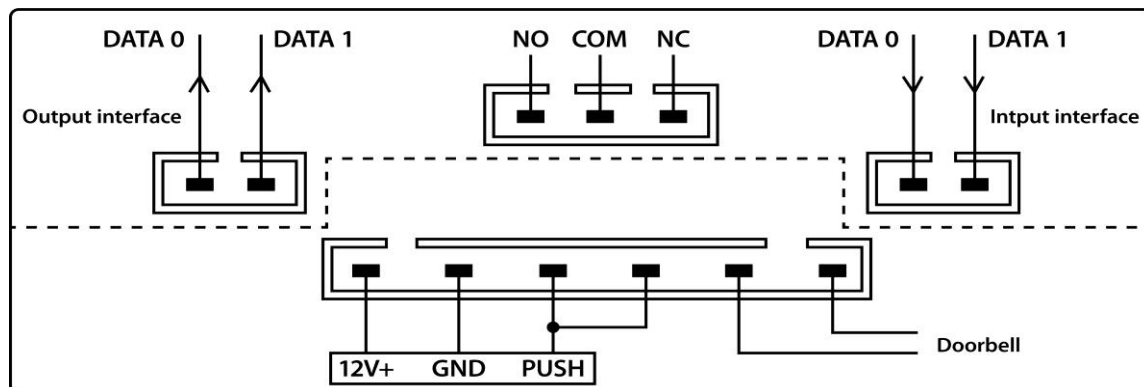 DATA 0 DATA 1 NO COM NC DATA 0 DATA 1
Output interface Intput interface
12V+ GND PUSH Doorbell